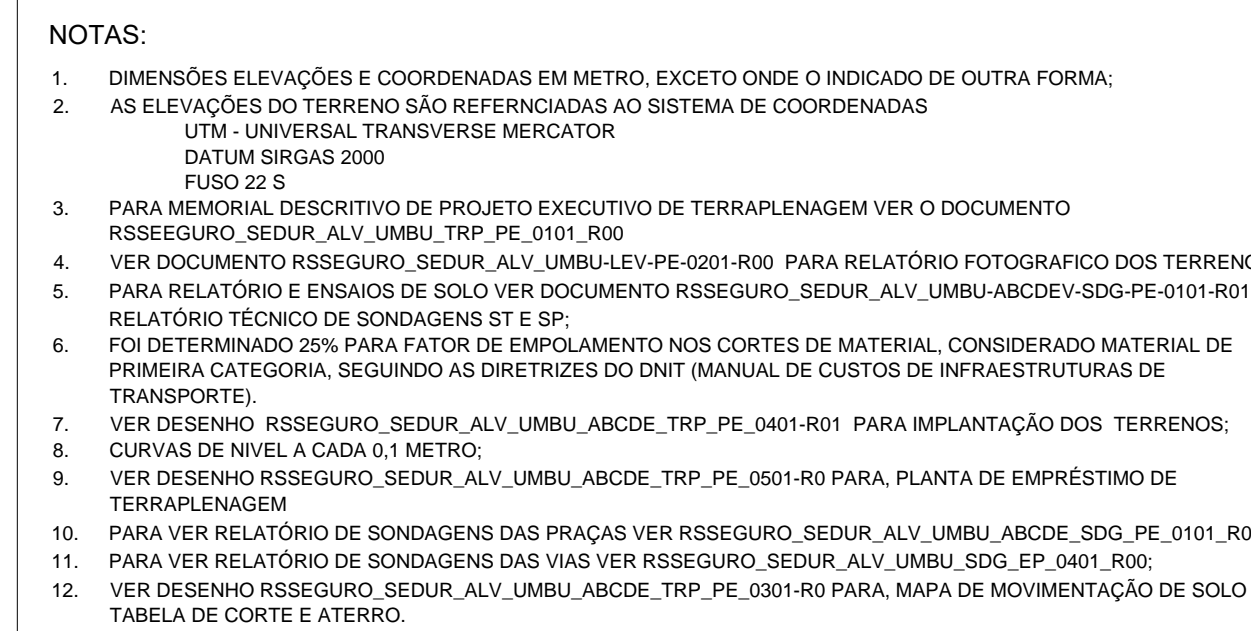 NOTAS:
1. DIMENSÕES ELEVAÇÕES E COORDENADAS EM METRO, EXCETO ONDE O INDICADO DE OUTRA FORMA;
2. AS ELEVAÇÕES DO TERRENO SÃO REFERNCIADAS AO SISTEMA DE COORDENADAS
UTM - UNIVERSAL TRANSVERSE MERCATOR
DATUM SIRGAS 2000
FUSO 22 S
3. PARA MEMORIAL DESCRITIVO DE PROJETO EXECUTIVO DE TERRAPLENAGEM VER O DOCUMENTO
RSSEEGURO_SEDUR_ALV_UMBU_TRP_PE_0101_R00
4. VER DOCUMENTO RSSEGURO_SEDUR_ALV_UMBU-LEV-PE-0201-R00 PARA RELATÓRIO FOTOGRAFICO DOS
5. PARA RELATÓRIO E ENSAIOS DE SOLO VER DOCUMENTO RSSEGURO_SEDUR_ALV_UMBU-ABCDEV-SDG-PE-0101-R01
RELATÓRIO TÉCNICO DE SONDAGENS ST E SP;
6. FOI DETERMINADO 25% PARA FATOR DE EMPOLAMENTO NOS CORTES DE MATERIAL, CONSIDERADO MATERIAL DE
PRIMEIRA CATEGORIA, SEGUINDO AS DIRETRIZES DO DNIT (MANUAL DE CUSTOS DE INFRAESTRUTURAS DE
TRANSPORTE).
7. VER DESENHO RSSEGURO_SEDUR_ALV_UMBU_ABCDE_TRP_PE_0401-R01 PARA IMPLANTAÇÃO DOS TERRENOS;
8. CURVAS DE NIVEL A CADA 0,1 METRO;
9. VER DESENHO RSSEGURO_SEDUR_ALV_UMBU_ABCDE_TRP_PE_0501-R0 PARA, PLANTA DE EMPRÉSTIMO DE
TERRAPLENAGEM
10. PARA VER RELATÓRIO DE SONDAGENS DAS PRAÇAS VER RSSEGURO_SEDUR_ALV_UMBU_ABCDE_SDG_PE_0101_R0
11. PARA VER RELATÓRIO DE SONDAGENS DAS VIAS VER RSSEGURO_SEDUR_ALV_UMBU_SDG_EP_0401_R00;
12. VER DESENHO RSSEGURO_SEDUR_ALV_UMBU_ABCDE_TRP_PE_0301-R0 PARA, MAPA DE MOVIMENTAÇÃO DE SOLO
TABELA DE CORTE E ATERRO.